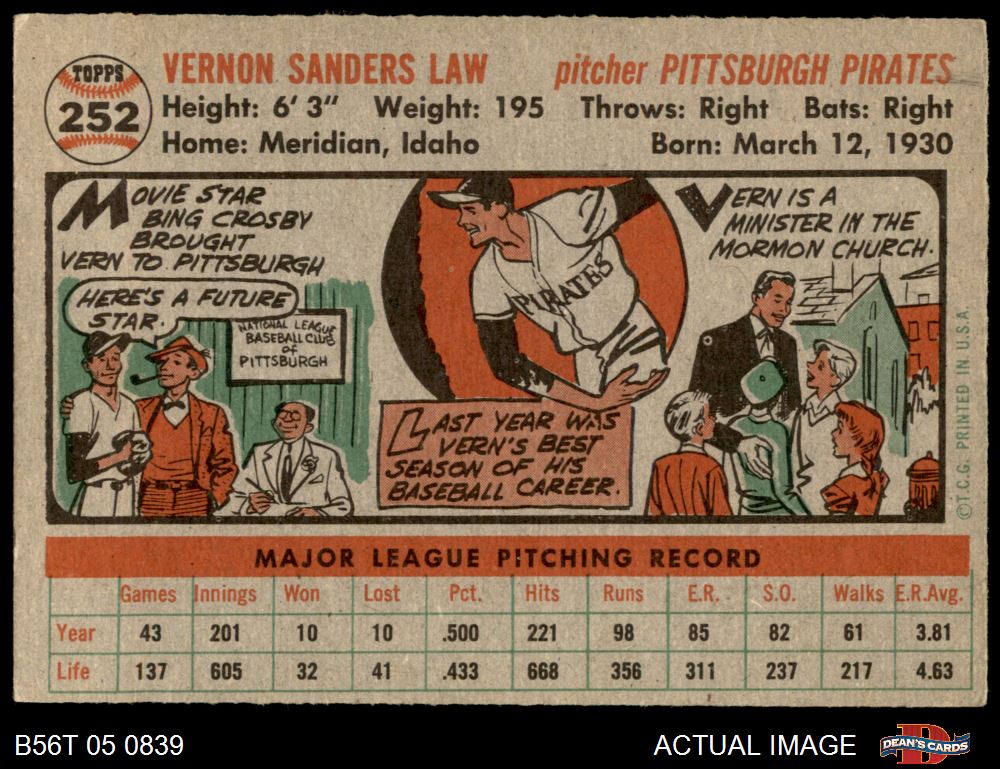 TOPPS
252
VERNON SANDERS LAW pitcher PITTSBURGH PIRATES
Height: 6' 3" Weight: 195 Throws: Right Bats: Right
Home: Meridian, Idaho Born: March 12, 1930
MOVIE STAR
BING CROSBY
BROUGHT
VERN TO PITTSBURGH
HERE'S A FUTURE
STAR.
NATIONAL LEAGUE
BASEBALL CLUB
of
PITTSBURGH
PIRATES
LAST YEAR WAS
VERN'S BEST
SEASON OF HIS
BASEBALL CAREER.
VERN IS A
MINISTER IN THE
MORMON CHURCH.
©T.C.G. PRINTED IN U.S.A.
MAJOR LEAGUE PITCHING RECORD
Games Innings Won Lost Pct. Hits Runs E.R. S.O. Walks E.R.Avg.
Year 43 201 10 10 .500 221 98 85 82 61 3.81
Life 137 605 32 41 .433 668 356 311 237 217 4.63
B56T 05 0839 ACTUAL IMAGE DEAN'S CARDS